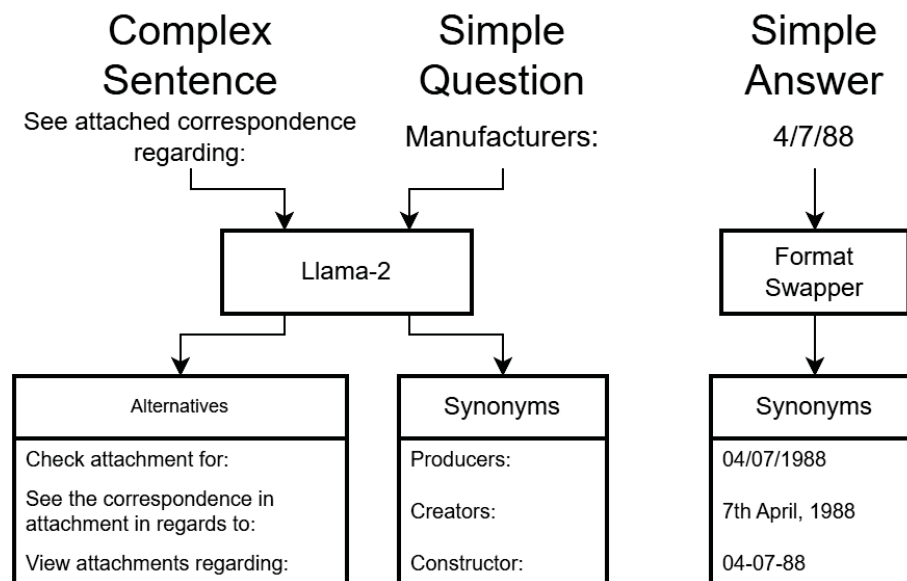 Complex
Sentence
See attached correspondence
regarding:
Simple
Question
Manufacturers:
Simple
Answer
4/7/88
Llama-2
Format
Swapper
Alternatives
Check attachment for:
See the correspondence in
attachment in regards to:
View attachments regarding:
Synonyms
Producers:
Creators:
Constructor:
Synonyms
04/07/1988
7th April, 1988
04-07-88